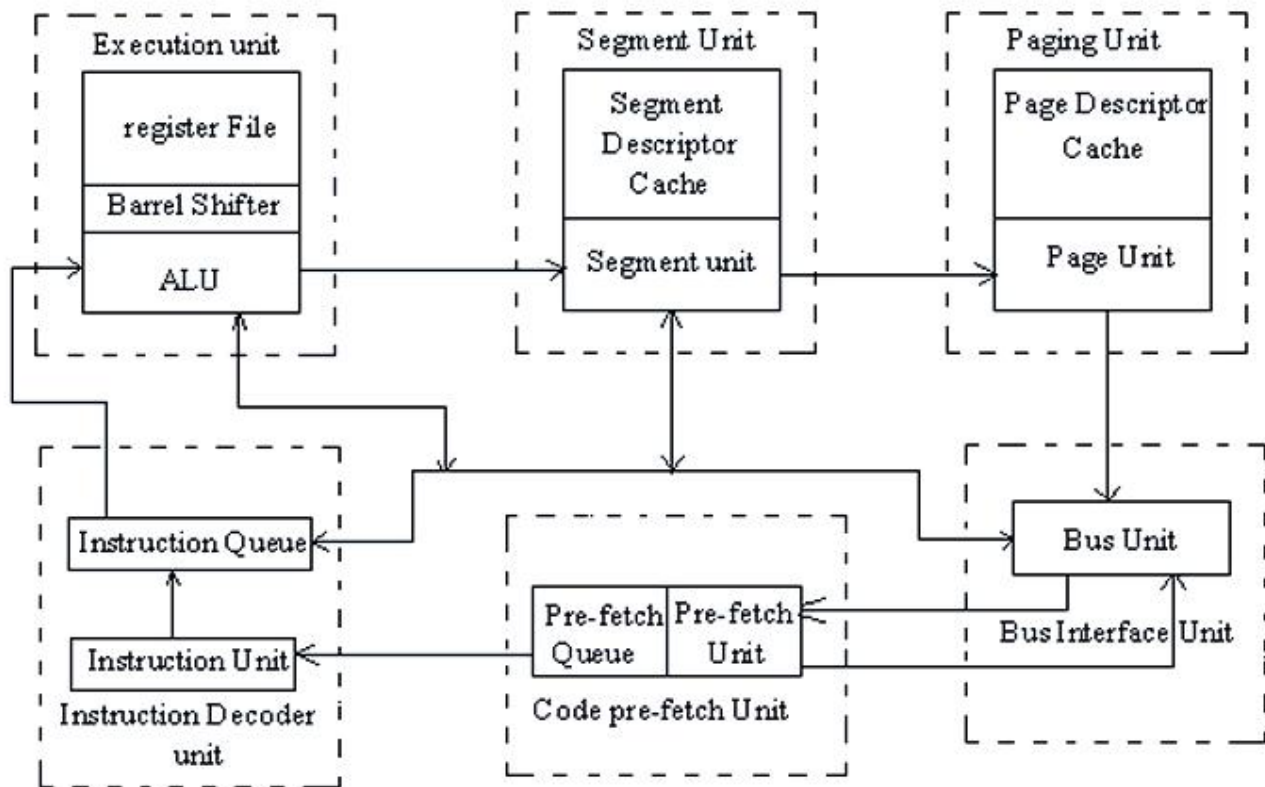 Execution unit
register File
Barrel Shifter
ALU
Segment Unit
Segment
Descriptor
Cache
Segment unit
Paging Unit
Page Descriptor
Cache
Page Unit
Instruction Queue
Instruction Unit
Instruction Decoder
unit
Pre-fetch
Queue
Pre-fetch
Unit
Code pre-fetch Unit
Bus Unit
Bus Interface Unit